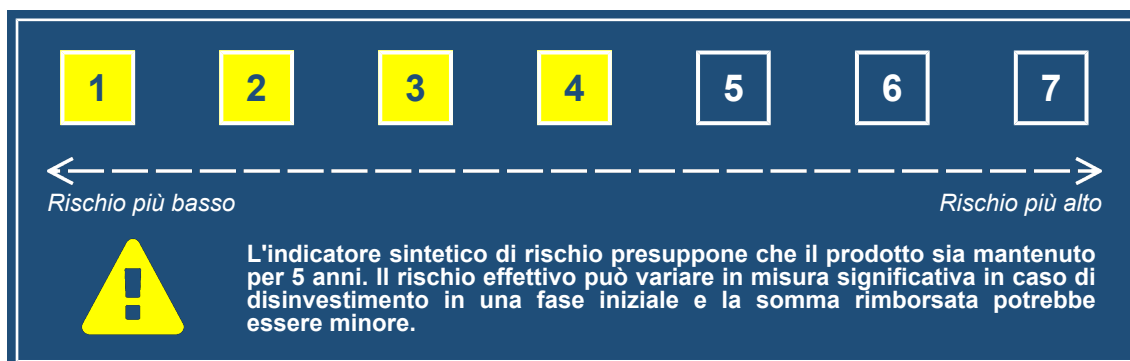 1 2 3 4 5 6 7
Rischio più basso Rischio più alto
L'indicatore sintetico di rischio presuppone che il prodotto sia mantenuto
per 5 anni. Il rischio effettivo può variare in misura significativa in caso di
disinvestimento in una fase iniziale e la somma rimborsata potrebbe
essere minore.